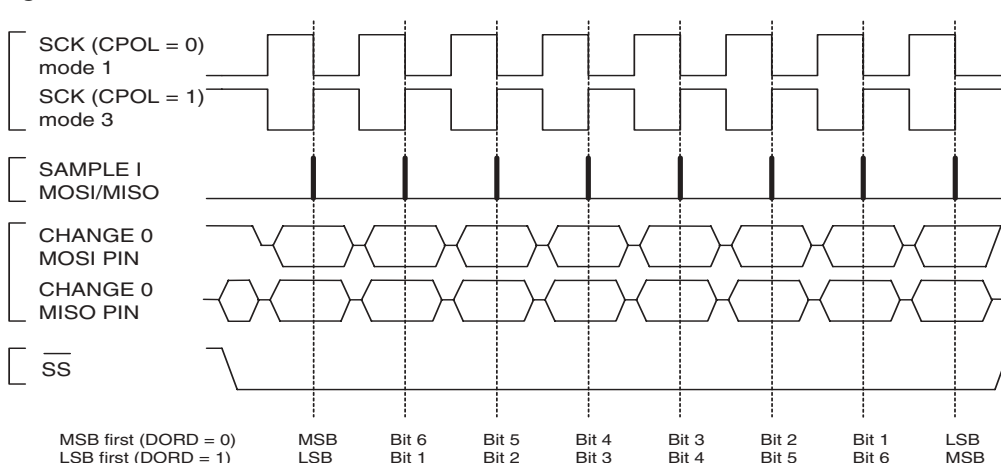 SCK (CPOL = 0)
mode 1
SCK (CPOL = 1)
mode 3
SAMPLE I
MOSI/MISO
CHANGE 0
MOSI PIN
CHANGE 0
MISO PIN
SS
MSB first (DORD = 0) MSB Bit 6 Bit 5 Bit 4 Bit 3 Bit 2 Bit 1 LSB
LSB first (DORD = 1) LSB Bit 1 Bit 2 Bit 3 Bit 4 Bit 5 Bit 6 MSB